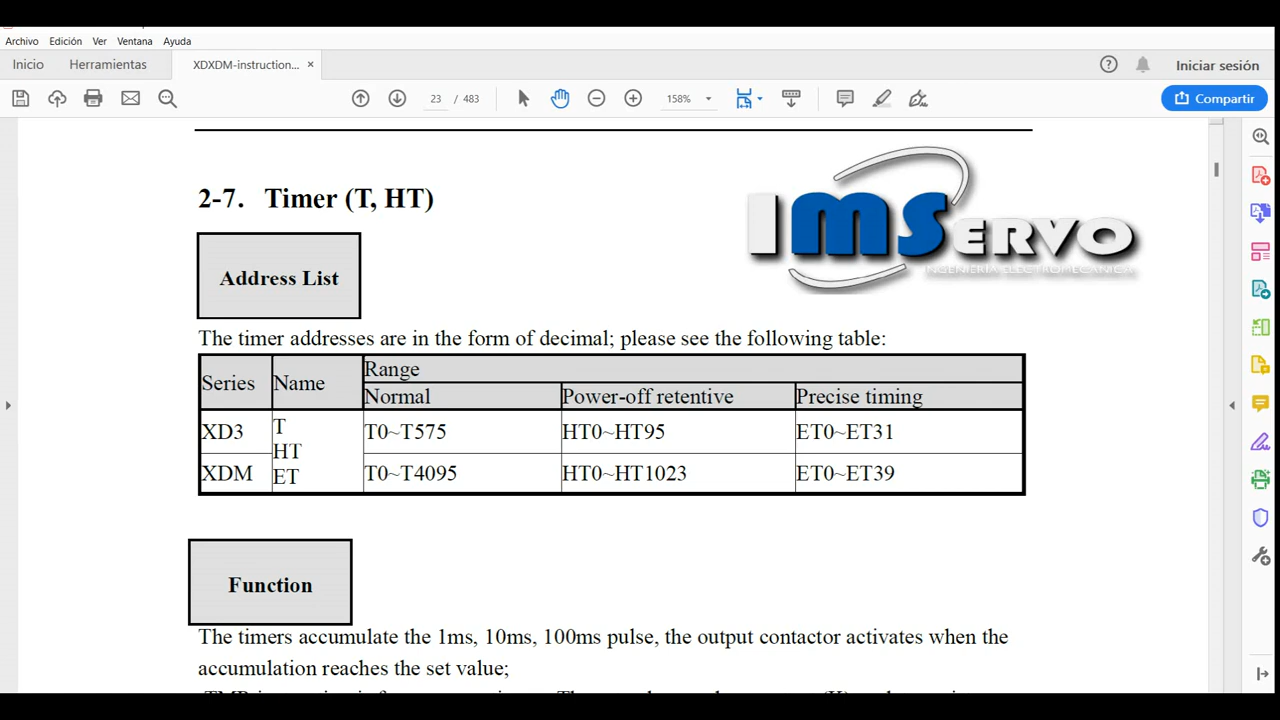 Archivo Edición Ver Ventana Ayuda
Inicio Herramientas XDXDM-instruction... × Iniciar sesión
23 / 483 158% Compartir
2-7. Timer (T, HT)
IMSERVO
INGENIERÍA ELECTROMECÁNICA
Address List
The timer addresses are in the form of decimal; please see the following table:
Series Name Range
Normal Power-off retentive Precise timing
XD3 T HT ET T0~T575 HT0~HT95 ET0~ET31
XDM T0~T4095 HT0~HT1023 ET0~ET39
Function
The timers accumulate the 1ms, 10ms, 100ms pulse, the output contactor activates when the
accumulation reaches the set value;